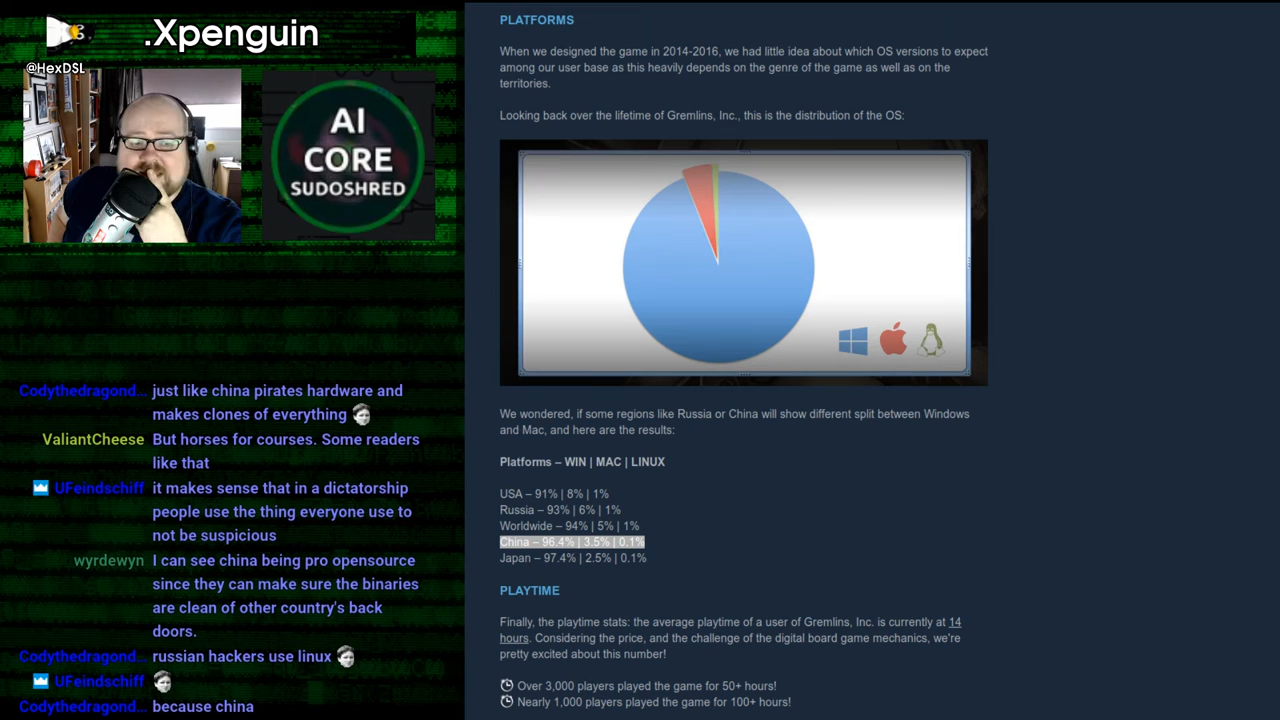 .Xpenguin
@HexDSL
AI
CORE
SUDOSHRED
Codythedragond... just like china pirates hardware and
makes clones of everything
ValiantCheese But horses for courses. Some readers
like that
UFeindschiff it makes sense that in a dictatorship
people use the thing everyone use to
not be suspicious
wyrdewyn I can see china being pro opensource
since they can make sure the binaries
are clean of other country's back
doors.
Codythedragond... russian hackers use linux
UFeindschiff
Codythedragond... because china
PLATFORMS
When we designed the game in 2014-2016, we had little idea about which OS versions to expect
among our user base as this heavily depends on the genre of the game as well as on the
territories.
Looking back over the lifetime of Gremlins, Inc., this is the distribution of the OS:
We wondered, if some regions like Russia or China will show different split between Windows
and Mac, and here are the results:
Platforms – WIN | MAC | LINUX
USA – 91% | 8% | 1%
Russia – 93% | 6% | 1%
Worldwide – 94% | 5% | 1%
China – 96.4% | 3.5% | 0.1%
Japan – 97.4% | 2.5% | 0.1%
PLAYTIME
Finally, the playtime stats: the average playtime of a user of Gremlins, Inc. is currently at 14
hours. Considering the price, and the challenge of the digital board game mechanics, we're
pretty excited about this number!
Over 3,000 players played the game for 50+ hours!
Nearly 1,000 players played the game for 100+ hours!